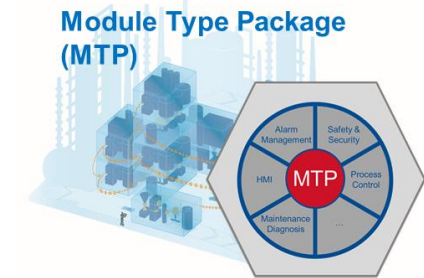 Module Type Package
(MTP)
Alarm
Management
Safety &
Security
HMI
MTP
Process
Control
Maintenance
Diagnosis
...